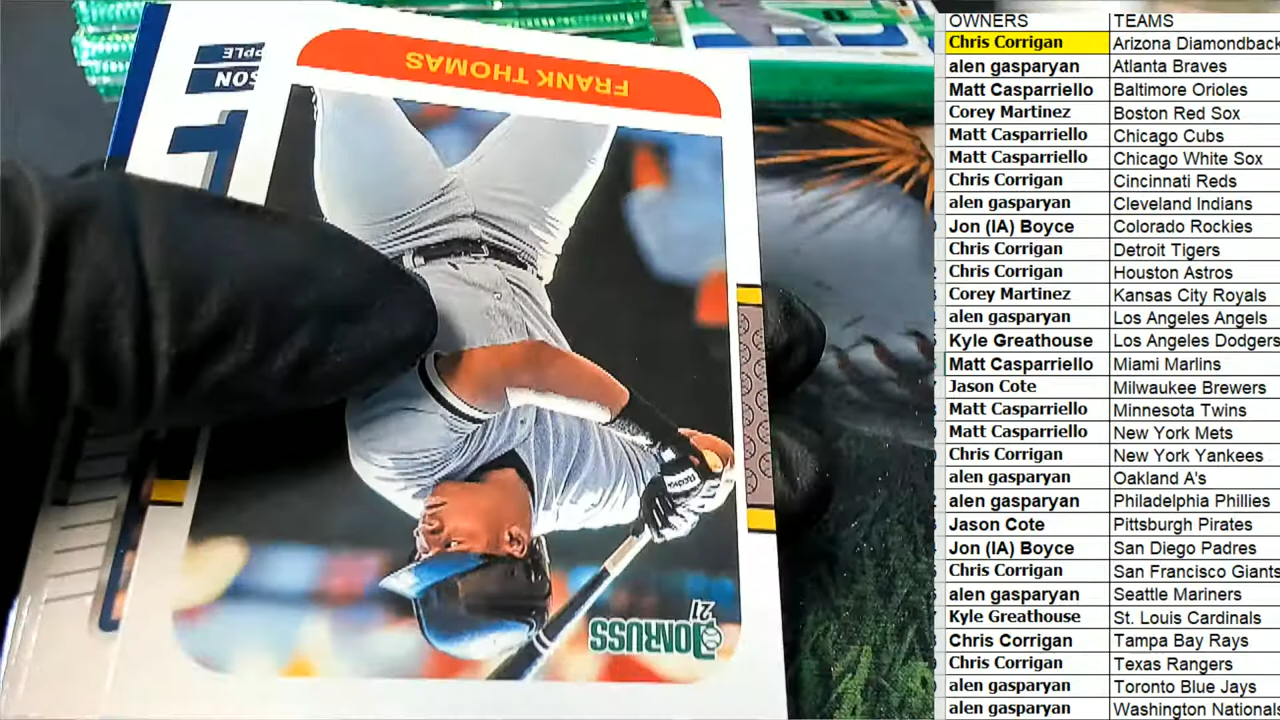 PPLE
SON
FRANK THOMAS
21
DONRUSS
OWNERS TEAMS
Chris Corrigan Arizona Diamondback
alen gasparyan Atlanta Braves
Matt Casparriello Baltimore Orioles
Corey Martinez Boston Red Sox
Matt Casparriello Chicago Cubs
Matt Casparriello Chicago White Sox
Chris Corrigan Cincinnati Reds
alen gasparyan Cleveland Indians
Jon (IA) Boyce Colorado Rockies
Chris Corrigan Detroit Tigers
Chris Corrigan Houston Astros
Corey Martinez Kansas City Royals
alen gasparyan Los Angeles Angels
Kyle Greathouse Los Angeles Dodgers
Matt Casparriello Miami Marlins
Jason Cote Milwaukee Brewers
Matt Casparriello Minnesota Twins
Matt Casparriello New York Mets
Chris Corrigan New York Yankees
alen gasparyan Oakland A's
alen gasparyan Philadelphia Phillies
Jason Cote Pittsburgh Pirates
Jon (IA) Boyce San Diego Padres
Chris Corrigan San Francisco Giants
alen gasparyan Seattle Mariners
Kyle Greathouse St. Louis Cardinals
Chris Corrigan Tampa Bay Rays
Chris Corrigan Texas Rangers
alen gasparyan Toronto Blue Jays
alen gasparyan Washington Nationals